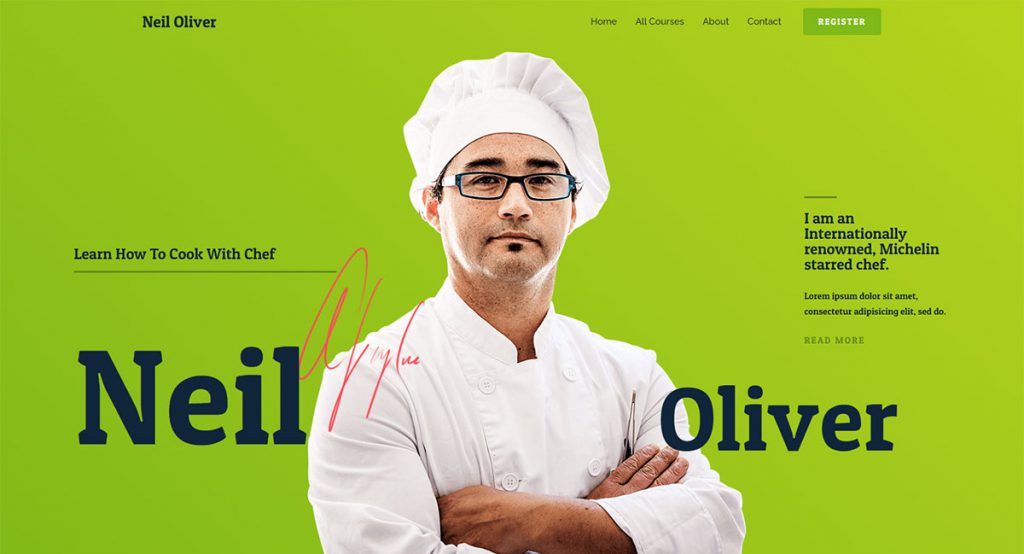 Neil Oliver
Home All Courses About Contact REGISTER
Learn How To Cook With Chef
Neil
Oliver
I am an
Internationally
renowned, Michelin
starred chef.
Lorem ipsum dolor sit amet,
consectetur adipisicing elit, sed do.
READ MORE